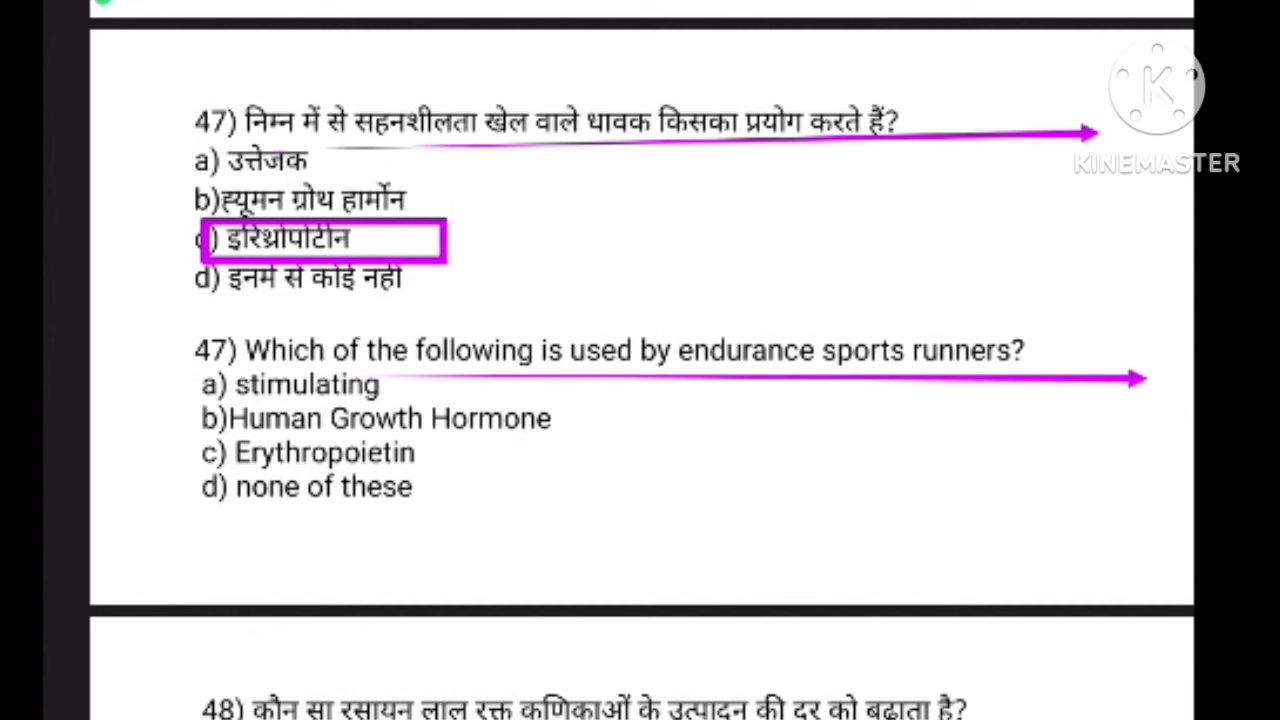 KINEMASTER
47) निम्न में से सहनशीलता खेल वाले धावक किसका प्रयोग करते हैं?
a) उत्तेजक
b)ह्यूमन ग्रोथ हार्मोन
c) इरिथ्रोपोटीन
d) इनमे से कोई नही
47) Which of the following is used by endurance sports runners?
a) stimulating
b)Human Growth Hormone
c) Erythropoietin
d) none of these
48) कौन सा रसायन लाल रक्त कणिकाओं के उत्पादन की दर को बढ़ाता है?